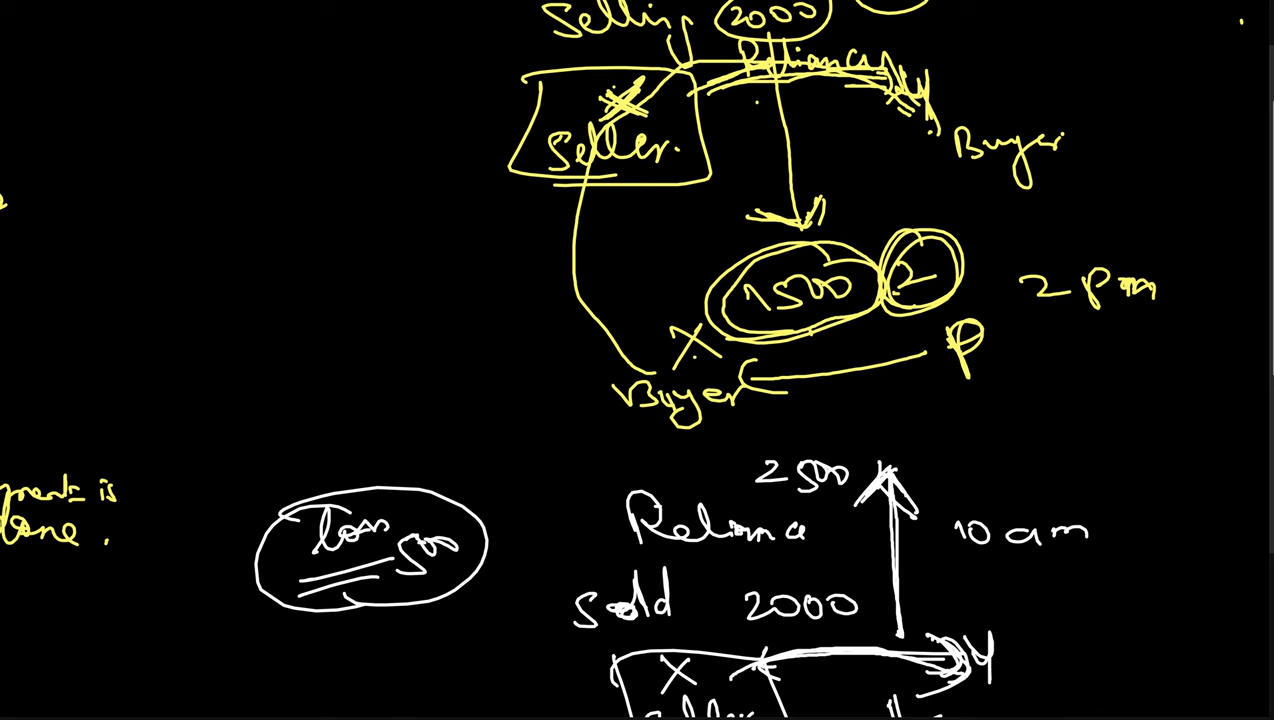 Selling 2000
Reliance Y
X
Seller.
Buyer
1500 2
2 pm
X
P
Buyer
is
done.
loss
500
2500
Reliance
10 am
Sold 2000
X
Y